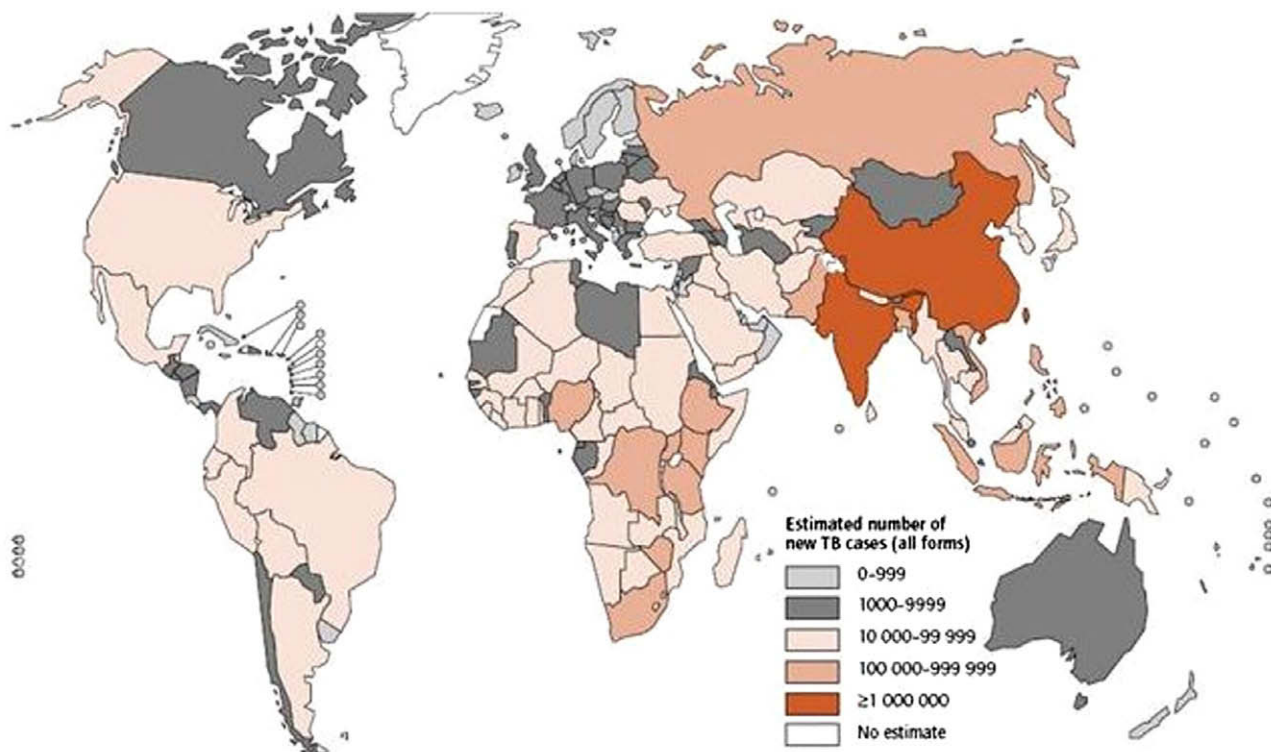 Estimated number of
new TB cases (all forms)
0–999
1000–9999
10 000–99 999
100 000–999 999
≥1 000 000
No estimate